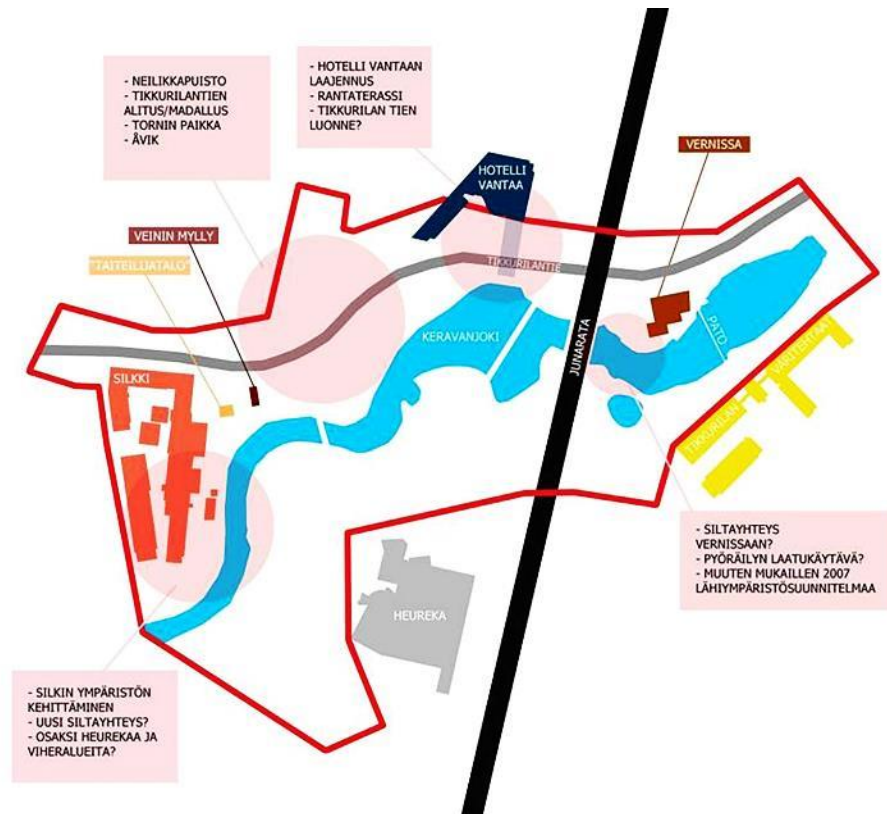 - NEILIKKAPUISTO
- TIKKURILANTIEN
ALITUS/MADALLUS
- TORNIN PAIKKA
- ÅVIK
- HOTELLI VANTAAN
LAAJENNUS
- RANTATERASSI
- TIKKURILAN TIEN
LUONNE?
VERNISSA
HOTELLI
VANTAA
VEININ MYLLY
"TAITEILIJATALO"
TIKKURILANTIE
KERAVANJOKI
JUNARATA
PATO
SILKKI
TIKKURILAN
VÄRITEHTAAT
HEUREKA
- SILTAYHTEYS
VERNISSAAN?
- PYÖRÄILYN LAATUKÄYTÄVÄ?
- MUUTEN MUKAILLEN 2007
LÄHIYMPÄRISTÖSUUNNITELMAA
- SILKIN YMPÄRISTÖN
KEHITTÄMINEN
- UUSI SILTAYHTEYS?
- OSAKSI HEUREKAA JA
VIHERALUEITA?